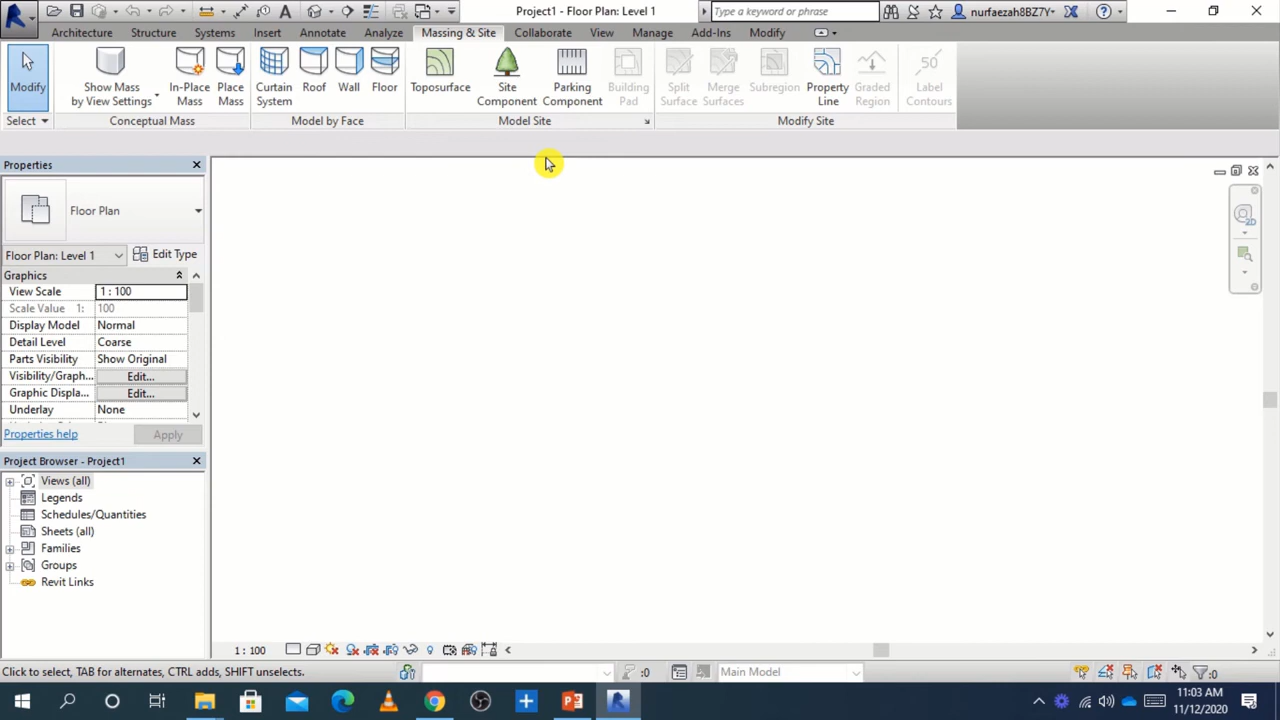 Project1 - Floor Plan: Level 1
Type a keyword or phrase
nurfaezah8BZ7Y
Architecture Structure Systems Insert Annotate Analyze Massing & Site Collaborate View Manage Add-Ins Modify
Modify
Show Mass
by View Settings
In-Place
Mass
Place
Mass
Curtain
System
Roof
Wall
Floor
Toposurface
Site
Component
Parking
Component
Building
Pad
Split
Surface
Merge
Surfaces
Subregion
Property
Line
Graded
Region
50
Label
Contours
Select
Conceptual Mass
Model by Face
Model Site
Modify Site
Properties
2D
Floor Plan
Floor Plan: Level 1
Edit Type
Graphics
View Scale 1 : 100
Scale Value 1: 100
Display Model Normal
Detail Level Coarse
Parts Visibility Show Original
Visibility/Graph... Edit...
Graphic Displa... Edit...
Underlay None
Properties help
Apply
Project Browser - Project1
Views (all)
Legends
Schedules/Quantities
Sheets (all)
Families
Groups
Revit Links
1 : 100
Click to select, TAB for alternates, CTRL adds, SHIFT unselects.
:0
Main Model
:0
11:03 AM
11/12/2020